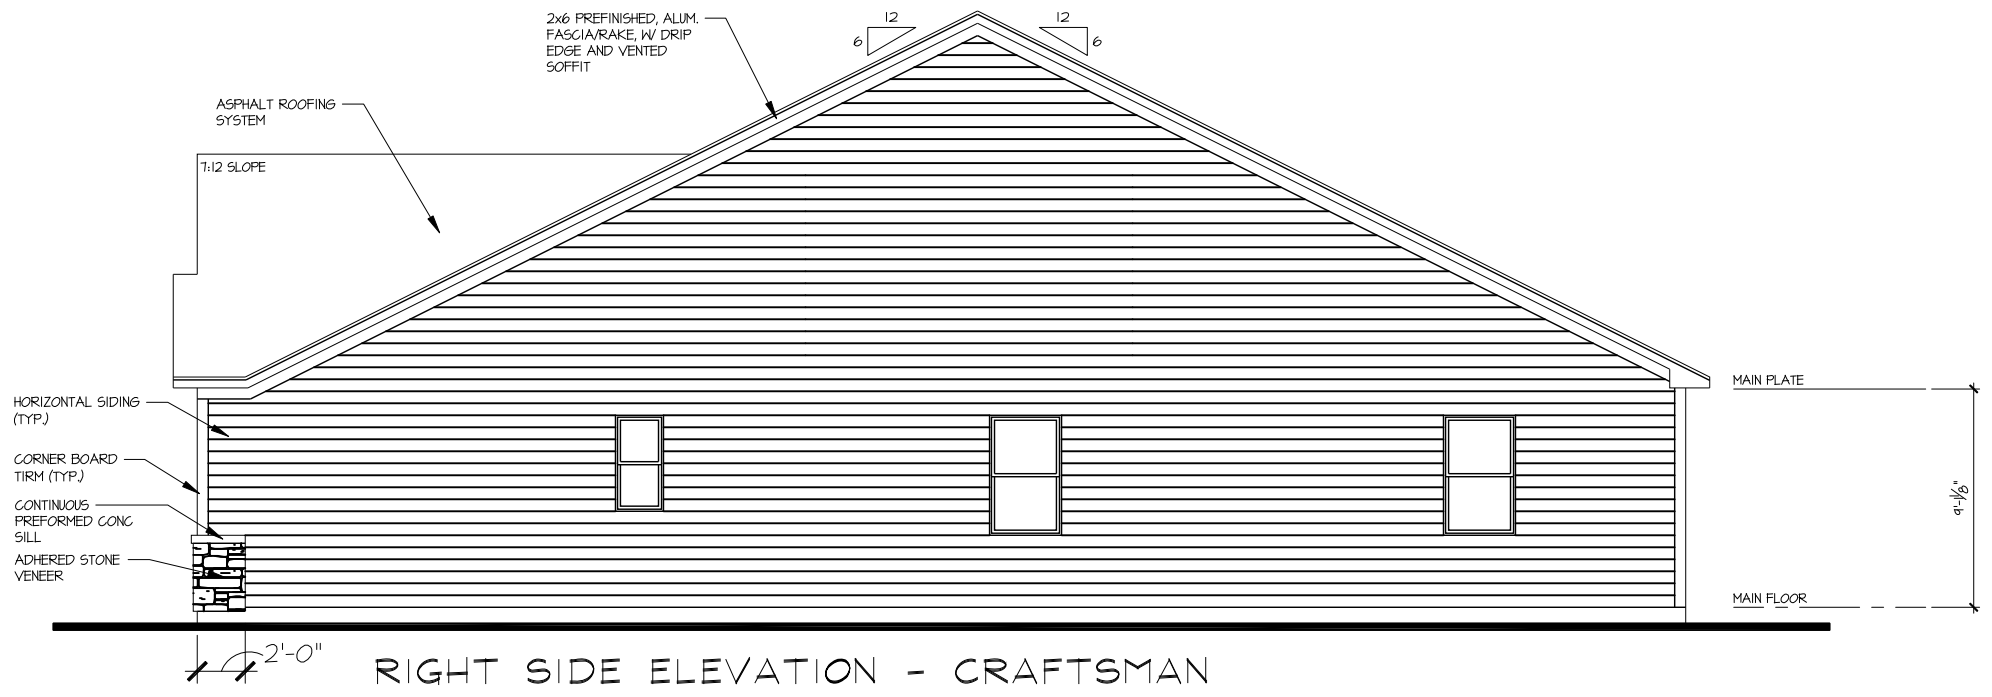 2x6 PREFINISHED, ALUM.
FASCIA/RAKE, W/ DRIP
EDGE AND VENTED
SOFFIT
12
6
12
6
ASPHALT ROOFING
SYSTEM
7:12 SLOPE
HORIZONTAL SIDING
(TYP.)
CORNER BOARD
TIRM (TYP.)
CONTINUOUS
PREFORMED CONC
SILL
ADHERED STONE
VENEER
MAIN PLATE
9'-1⅛"
MAIN FLOOR
2'-0"
RIGHT SIDE ELEVATION - CRAFTSMAN